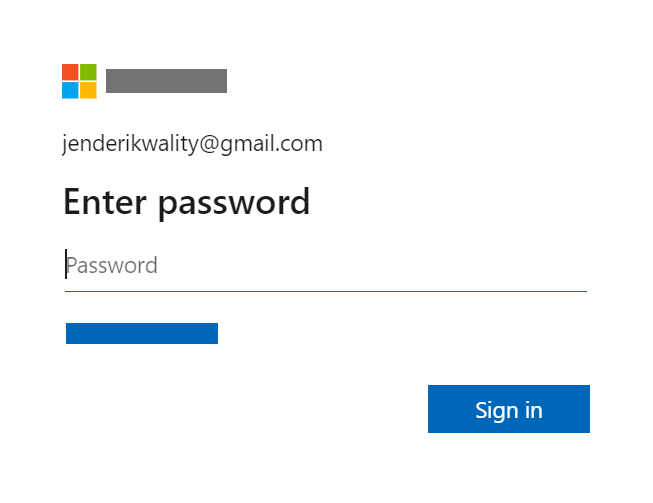 jenderikwality@gmail.com
Enter password
Password
Sign in